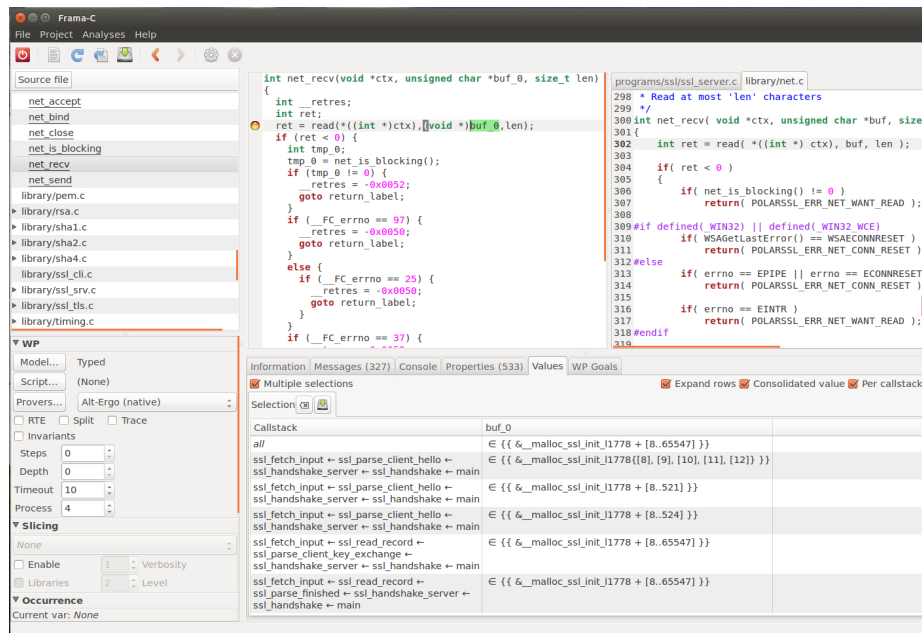 Frama-C
File Project Analyses Help
Source file
net_accept
net_bind
net_close
net_is_blocking
net_recv
net_send
library/pem.c
library/rsa.c
library/sha1.c
library/sha2.c
library/sha4.c
library/ssl_cli.c
library/ssl_srv.c
library/ssl_tls.c
library/timing.c
int net_recv(void *ctx, unsigned char *buf_0, size_t len)
{
int __retres;
int ret;
ret = read(*((int *)ctx),(void *)buf_0,len);
if (ret < 0) {
int tmp_0;
tmp_0 = net_is_blocking();
if (tmp_0 != 0) {
__retres = -0x0052;
goto return_label;
}
if (__FC_errno == 97) {
__retres = -0x0050;
goto return_label;
}
else {
if (__FC_errno == 25) {
__retres = -0x0050;
goto return_label;
}
}
if (__FC_errno == 37) {
programs/ssl/ssl_server.c library/net.c
298 * Read at most 'len' characters
299 */
300 int net_recv( void *ctx, unsigned char *buf, size
301 {
302 int ret = read( *((int *) ctx), buf, len );
303
304 if( ret < 0 )
305 {
306 if( net_is_blocking() != 0 )
307 return( POLARSSL_ERR_NET_WANT_READ );
308
309 #if defined(_WIN32) || defined(_WIN32_WCE)
310 if( WSAGetLastError() == WSAECONNRESET )
311 return( POLARSSL_ERR_NET_CONN_RESET )
312 #else
313 if( errno == EPIPE || errno == ECONNRESET
314 return( POLARSSL_ERR_NET_CONN_RESET )
315
316 if( errno == EINTR )
317 return( POLARSSL_ERR_NET_WANT_READ );
318 #endif
319
WP
Model... Typed
Script... (None)
Provers... Alt-Ergo (native)
RTE Split Trace
Invariants
Steps 0
Depth 0
Timeout 10
Process 4
Slicing
None
Enable 1 Verbosity
Libraries 2 Level
Occurrence
Current var: None
Information Messages (327) Console Properties (533) Values WP Goals
Multiple selections Expand rows Consolidated value Per callstack
Selection
Callstack buf_0
all ∈ {{ &__malloc_ssl_init_l1778 + [8..65547] }}
ssl_fetch_input ← ssl_parse_client_hello ← ∈ {{ &__malloc_ssl_init_l1778{[8], [9], [10], [11], [12]} }}
ssl_handshake_server ← ssl_handshake ← main
ssl_fetch_input ← ssl_parse_client_hello ← ∈ {{ &__malloc_ssl_init_l1778 + [8..521] }}
ssl_handshake_server ← ssl_handshake ← main
ssl_fetch_input ← ssl_parse_client_hello ← ∈ {{ &__malloc_ssl_init_l1778 + [8..524] }}
ssl_handshake_server ← ssl_handshake ← main
ssl_fetch_input ← ssl_read_record ← ∈ {{ &__malloc_ssl_init_l1778 + [8..65547] }}
ssl_parse_client_key_exchange ←
ssl_handshake_server ← ssl_handshake ← main
ssl_fetch_input ← ssl_read_record ← ∈ {{ &__malloc_ssl_init_l1778 + [8..65547] }}
ssl_parse_finished ← ssl_handshake_server ←
ssl_handshake ← main